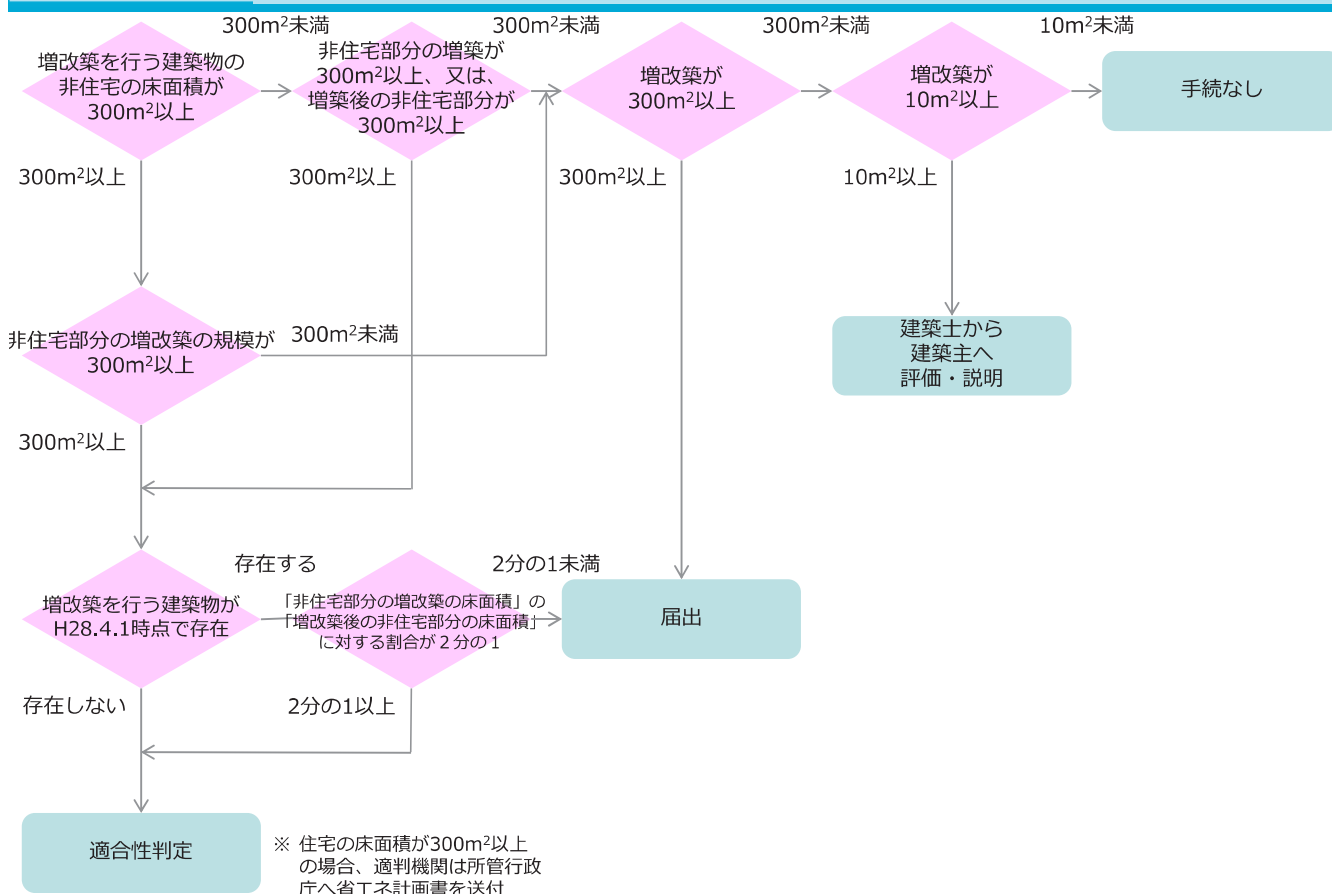 300m²未満
300m²未満
300m²未満
10m²未満
増改築を行う建築物の
非住宅の床面積が
300m²以上
非住宅部分の増築が
300m²以上、又は、
増築後の非住宅部分が
300m²以上
増改築が
300m²以上
増改築が
10m²以上
手続なし
300m²以上
300m²以上
300m²以上
10m²以上
非住宅部分の増改築の規模が
300m²以上
300m²未満
建築士から
建築主へ
評価・説明
300m²以上
存在する
2分の1未満
増改築を行う建築物が
H28.4.1時点で存在
「非住宅部分の増改築の床面積」の
「増改築後の非住宅部分の床面積」
に対する割合が２分の１
届出
存在しない
2分の1以上
適合性判定
※ 住宅の床面積が300m²以上
の場合、適判機関は所管行政
庁へ省エネ計画書を送付